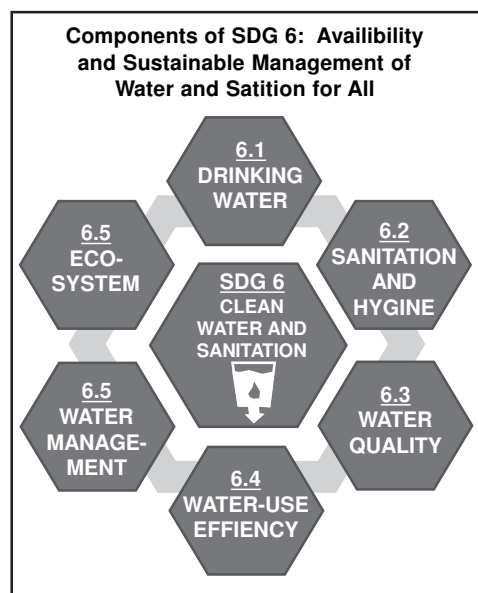 Components of SDG 6: Availibility
and Sustainable Management of
Water and Satition for All
6.1
DRINKING
WATER
6.2
SANITATION
AND
HYGINE
6.3
WATER
QUALITY
6.4
WATER-USE
EFFIENCY
6.5
WATER
MANAGE-
MENT
6.5
ECO-
SYSTEM
SDG 6
CLEAN
WATER AND
SANITATION